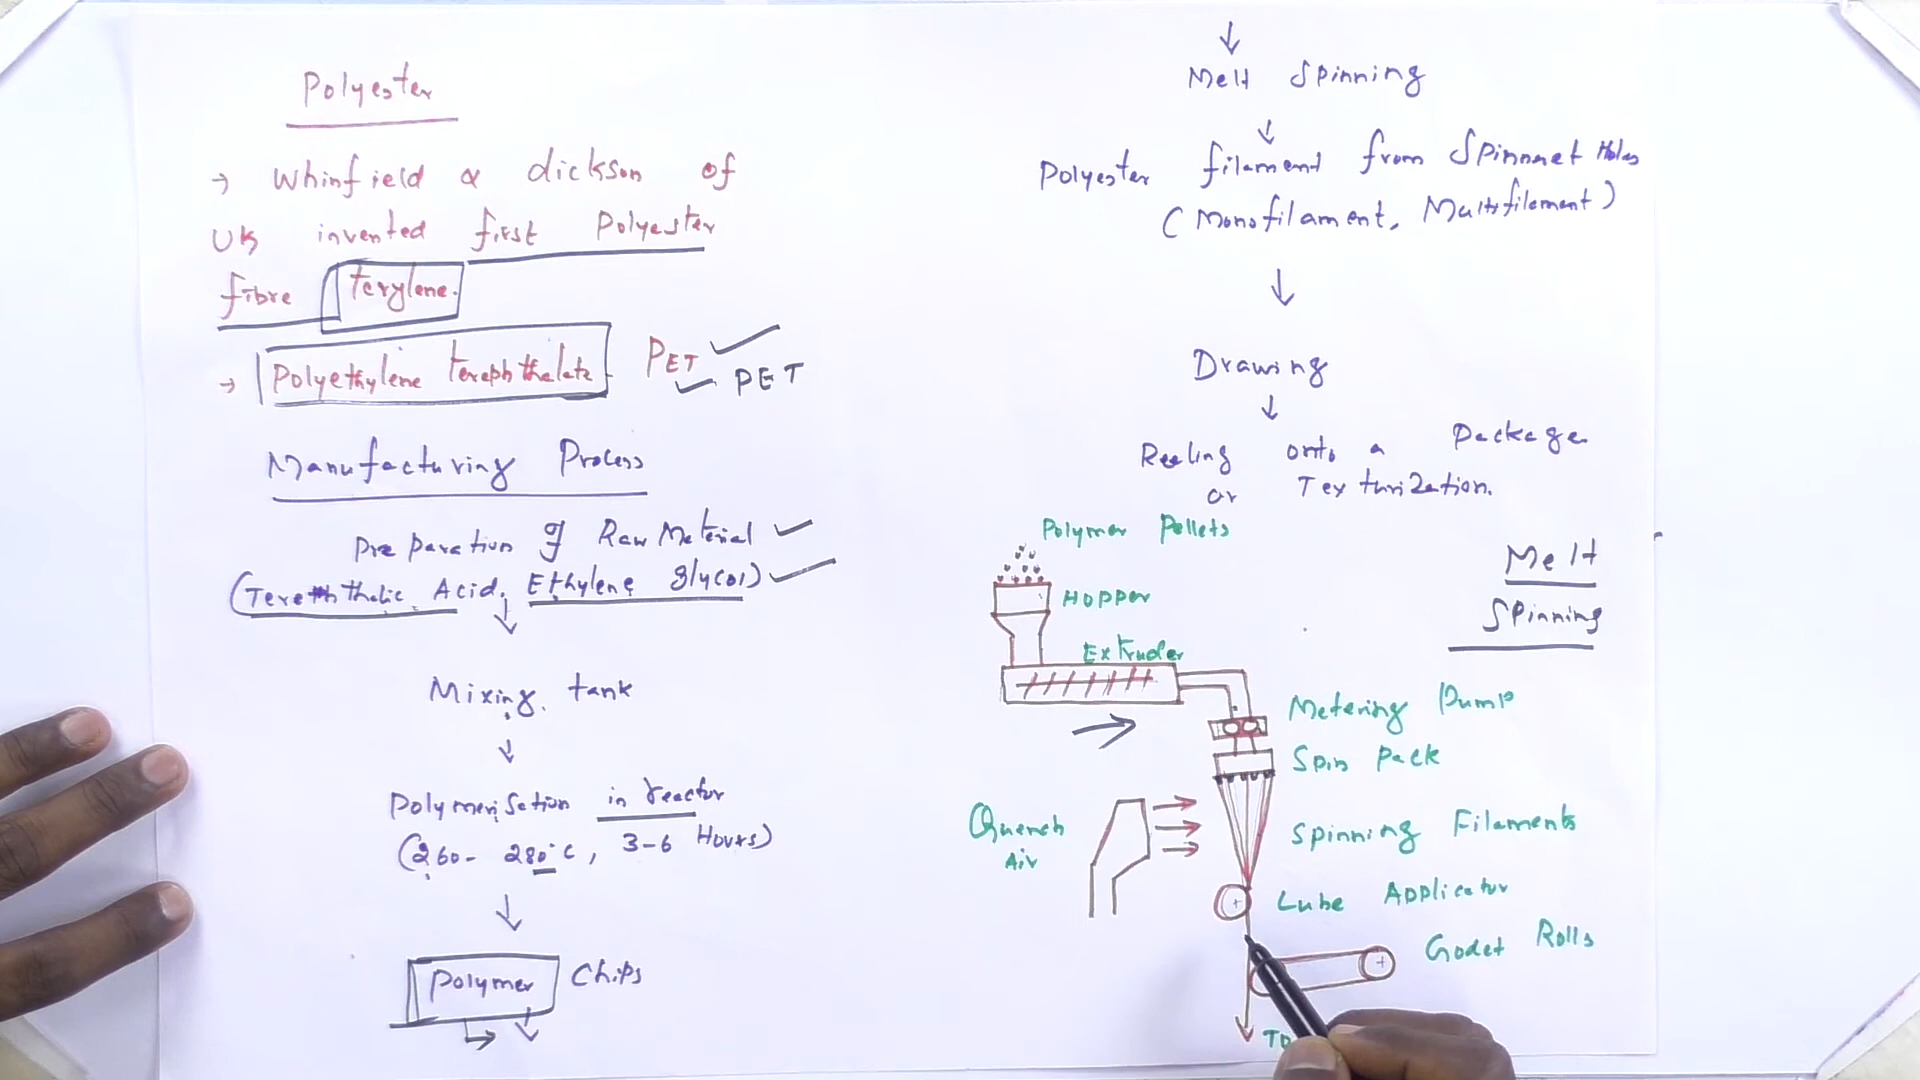 Polyester
→ Whinfield & dickson of
UK invented first Polyester
fibre terylene.
→ Polyethylene terephthalate PET
PET
Manufacturing Process
Preparation of Raw Material
(Terephthalic Acid, Ethylene glycol)
↓
Mixing tank
↓
Polymerisation in reactor
(260-280°C, 3-6 Hours)
↓
Polymer Chips
↓
Melt Spinning
↓
Polyester filament from Spinnaret Holes
(Monofilament, Multifilament)
↓
Drawing
↓
Reeling onto a Package
or Texturization.
Polymer Pellets
Melt
Spinning
Hopper
Extruder
Metering Pump
Spin Pack
Quench
Air
Spinning Filaments
Lube Applicator
Godet Rolls